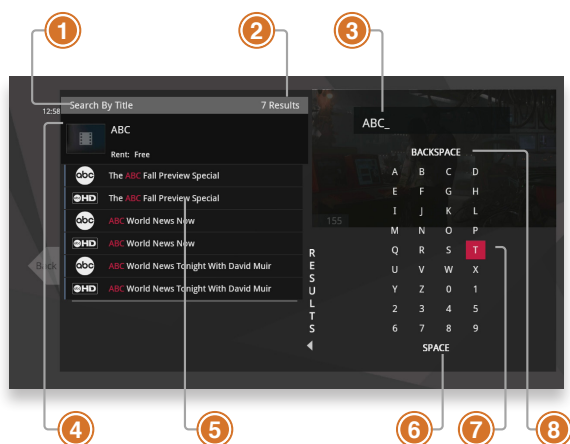 1
2
3
Search By Title 7 Results
12:58
ABC
Rent: Free
abc The ABC Fall Preview Special
HD The ABC Fall Preview Special
abc ABC World News Now
HD ABC World News Now
abc ABC World News Tonight With David Muir
HD ABC World News Tonight With David Muir
Back
155
RESULTS
ABC_
BACKSPACE
A B C D
E F G H
I J K L
M N O P
Q R S T
U V W X
Y Z 0 1
2 3 4 5
6 7 8 9
SPACE
4
5
6
7
8